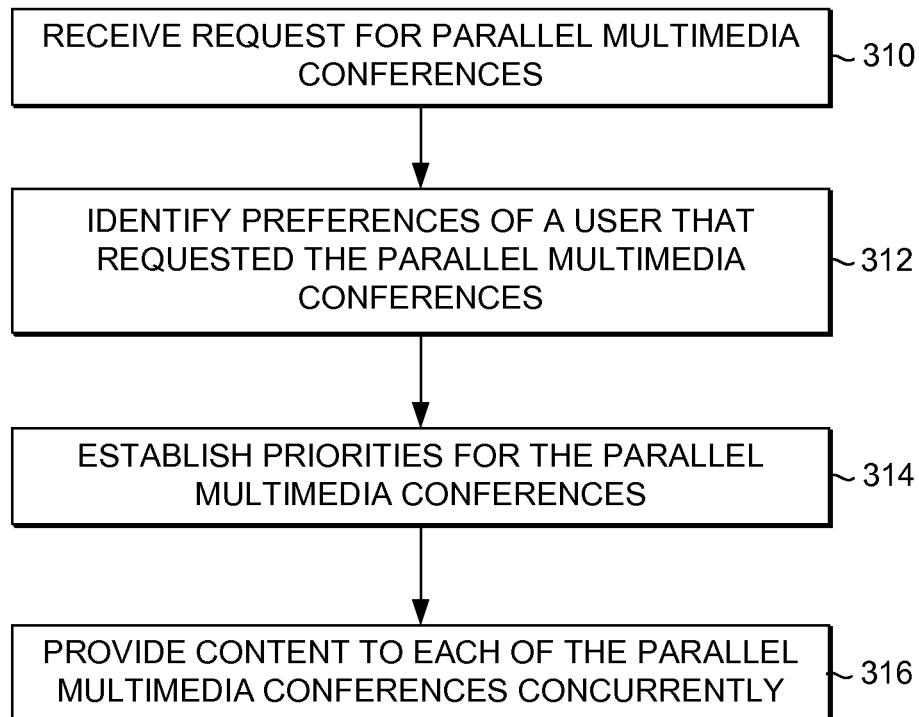 RECEIVE REQUEST FOR PARALLEL MULTIMEDIA
CONFERENCES
310
IDENTIFY PREFERENCES OF A USER THAT
REQUESTED THE PARALLEL MULTIMEDIA
CONFERENCES
312
ESTABLISH PRIORITIES FOR THE PARALLEL
MULTIMEDIA CONFERENCES
314
PROVIDE CONTENT TO EACH OF THE PARALLEL
MULTIMEDIA CONFERENCES CONCURRENTLY
316